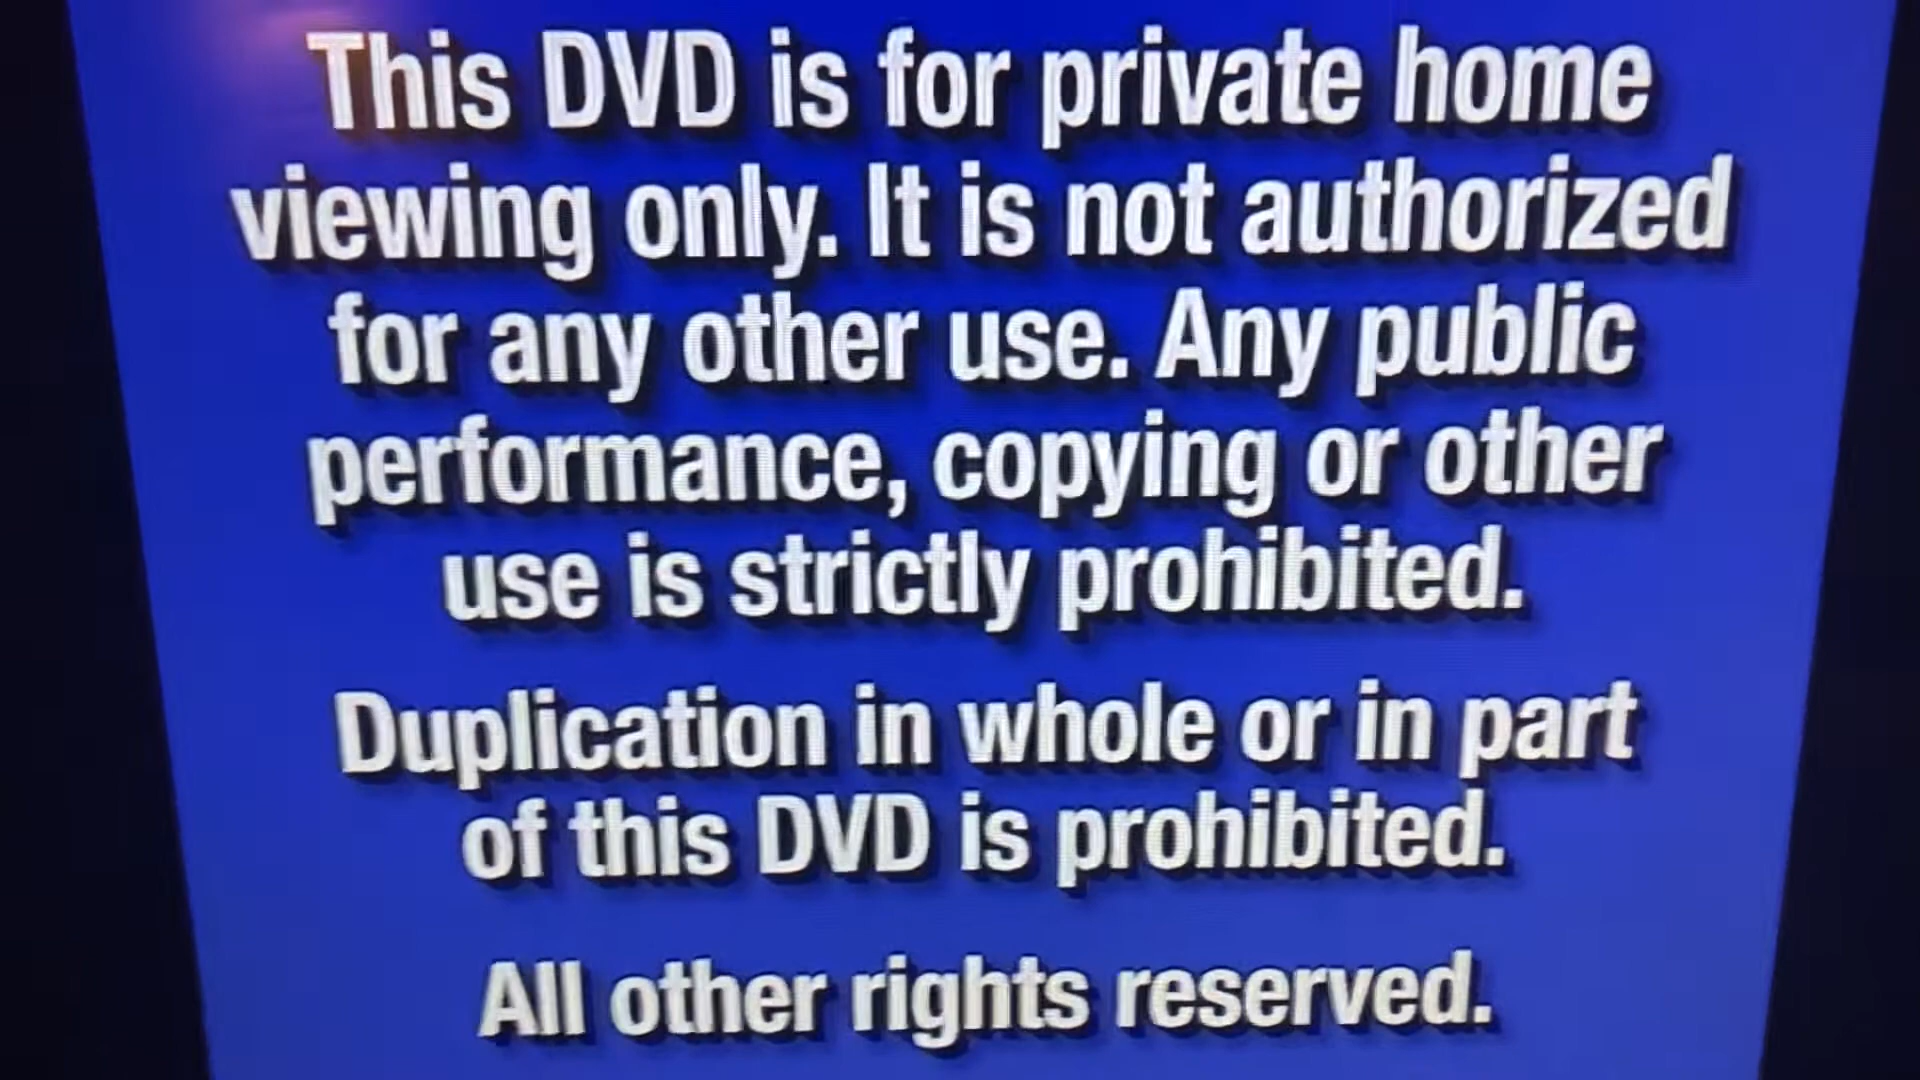 This DVD is for private home
viewing only. It is not authorized
for any other use. Any public
performance, copying or other
use is strictly prohibited.
Duplication in whole or in part
of this DVD is prohibited.
All other rights reserved.